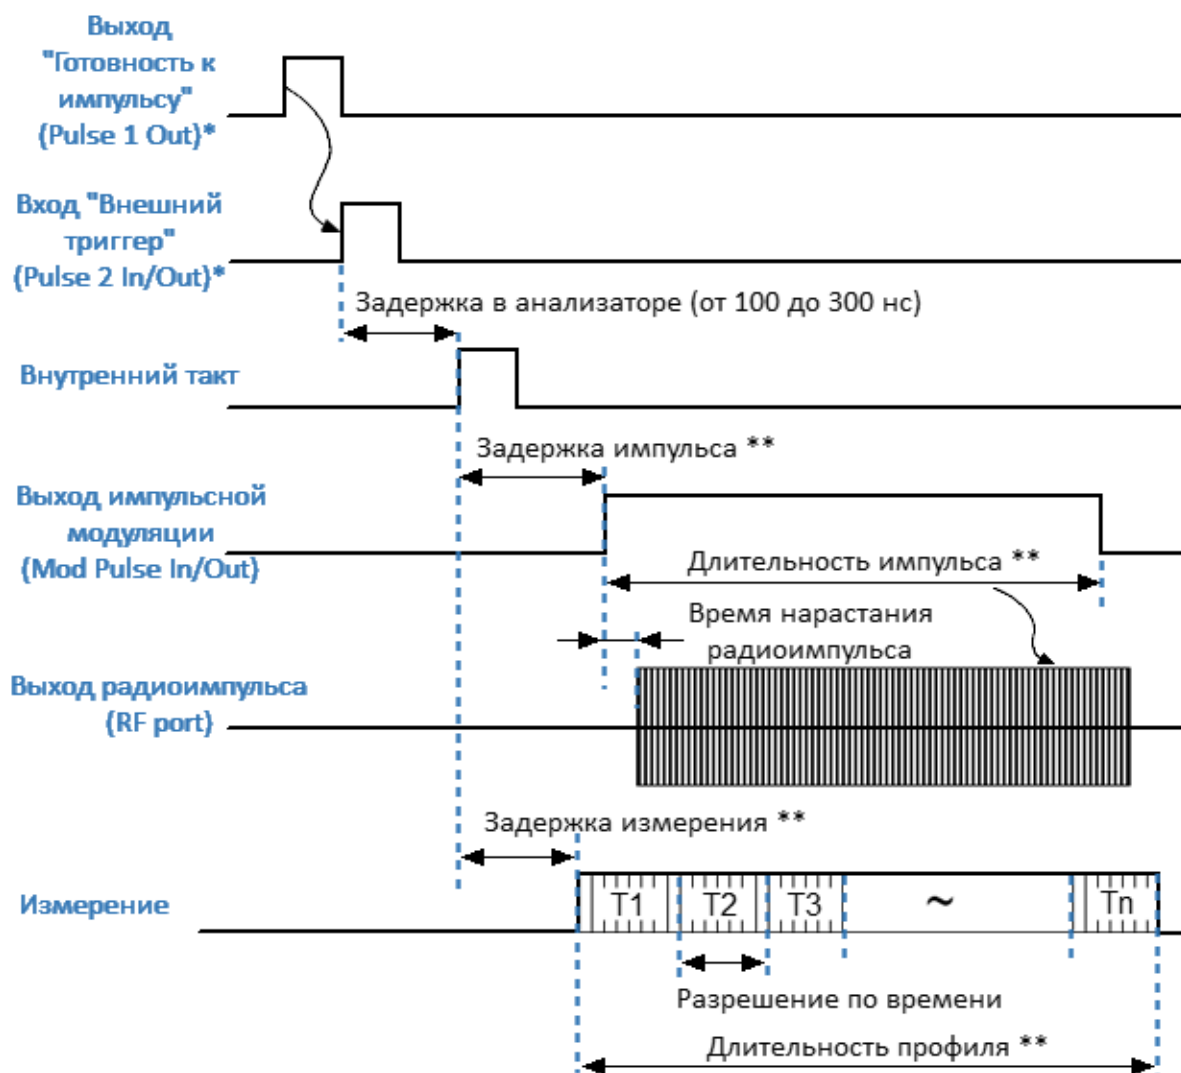 Выход
"Готовность к
импульсу"
(Pulse 1 Out)*
Вход "Внешний
триггер"
(Pulse 2 In/Out)*
Задержка в анализаторе (от 100 до 300 нс)
Внутренний такт
Задержка импульса **
Выход импульсной
модуляции
(Mod Pulse In/Out)
Длительность импульса **
Время нарастания
радиоимпульса
Выход радиоимпульса
(RF port)
Задержка измерения **
Измерение
T1 T2 T3 ~ Tn
Разрешение по времени
Длительность профиля **